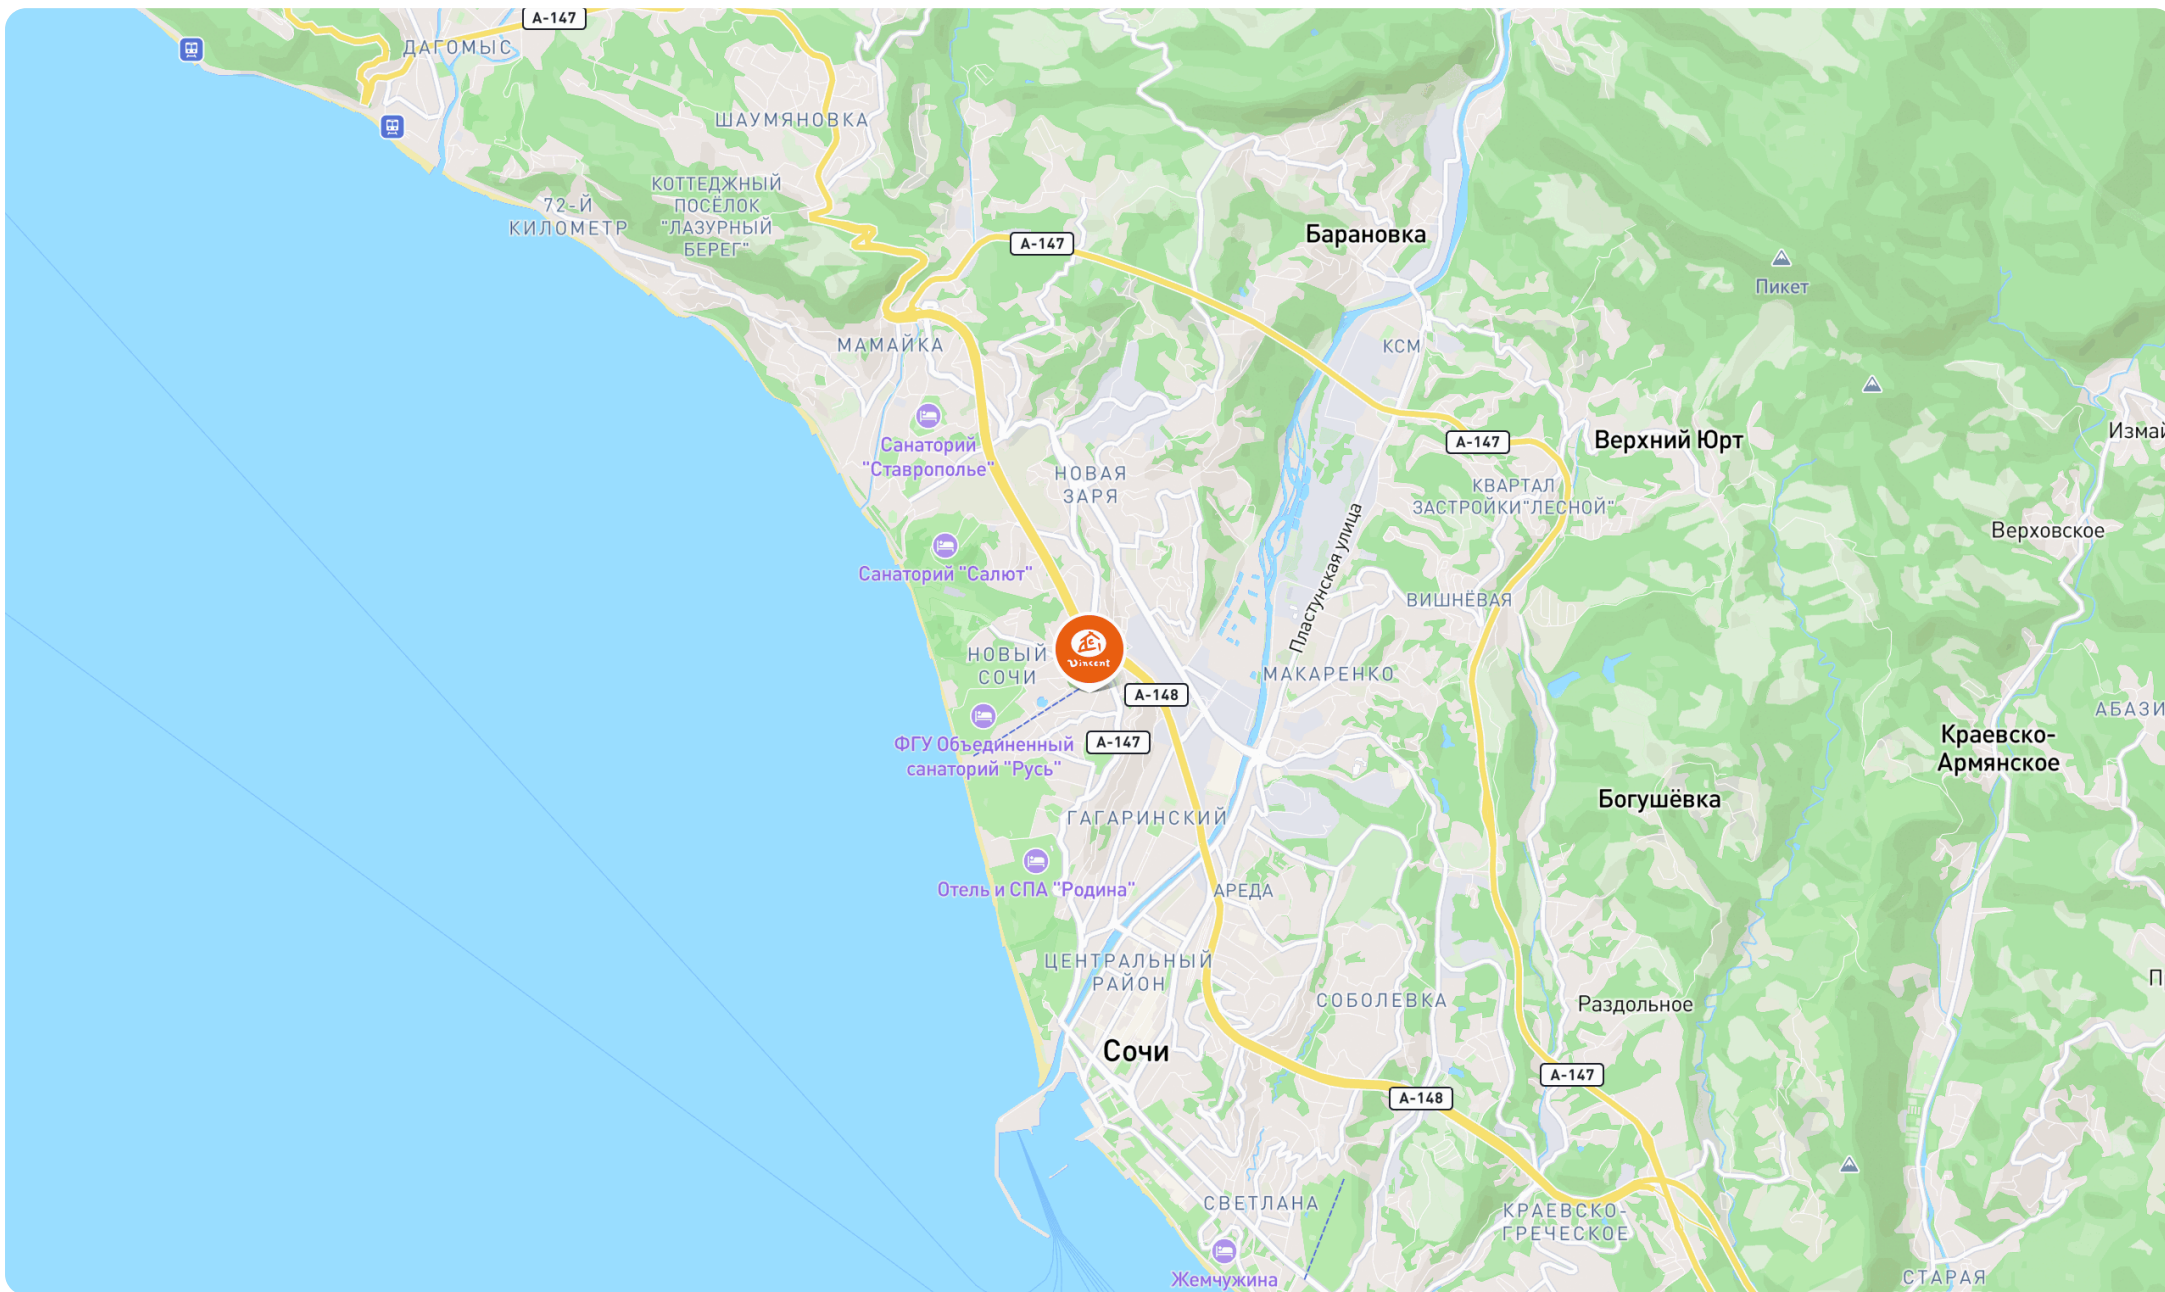 А-147
ДАГОМЫС
ШАУМЯНОВКА
КОТТЕДЖНЫЙ
ПОСЁЛОК
"ЛАЗУРНЫЙ
БЕРЕГ"
72-Й
КИЛОМЕТР
А-147
Барановка
Пикет
МАМАЙКА
КСМ
Санаторий
"Ставрополье"
А-147
Верхний Юрт
Измай
НОВАЯ
ЗАРЯ
КВАРТАЛ
ЗАСТРОЙКИ"ЛЕСНОЙ"
Верховское
Пластунская улица
Санаторий "Салют"
ВИШНЁВАЯ
НОВЫЙ
СОЧИ
Vincent
МАКАРЕНКО
А-148
АБАЗИ
ФГУ Объединенный
санаторий "Русь"
А-147
Краевско-
Армянское
Богушёвка
ГАГАРИНСКИЙ
Отель и СПА "Родина"
АРЕДА
ЦЕНТРАЛЬНЫЙ
РАЙОН
П
СОБОЛЕВКА
Раздольное
Сочи
А-147
А-148
СВЕТЛАНА
КРАЕВСКО-
ГРЕЧЕСКОЕ
Жемчужина
СТАРАЯ